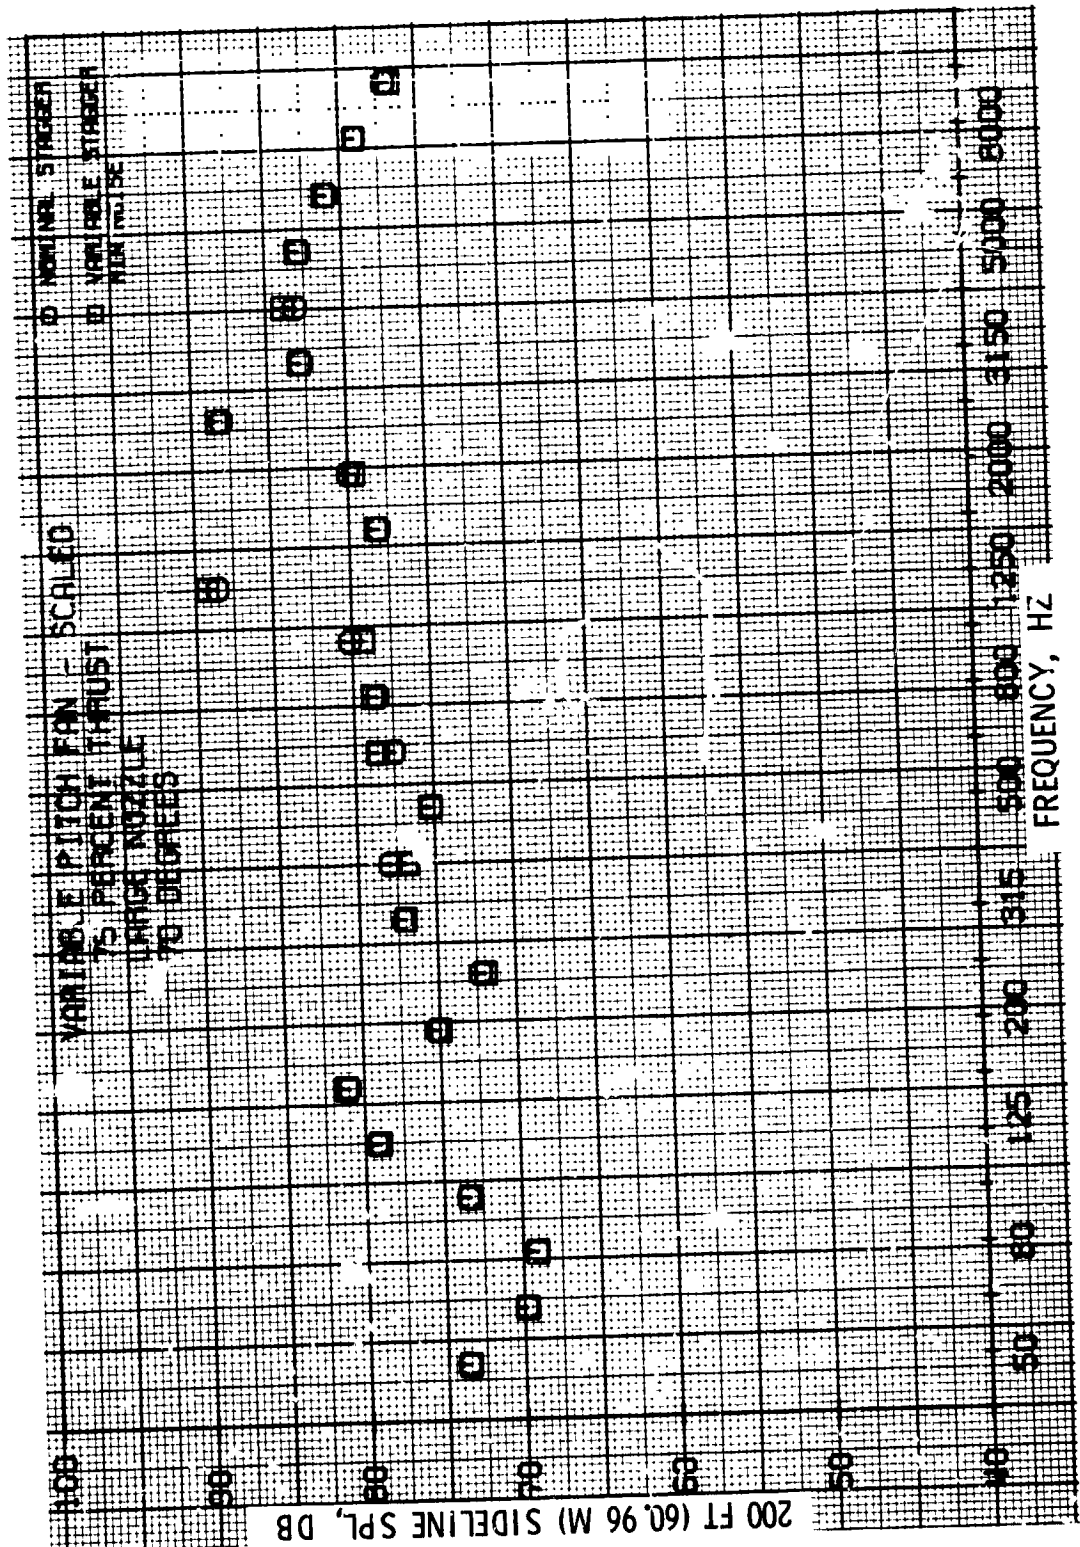 VARIABLE PITCH FAN - SCALED
75 PERCENT THRUST
LARGE NOZZLE
70 DEGREES
NOMINAL STAGGER
VARIABLE STAGGER
MIN NOISE
200 FT (60.96 M) SIDELINE SPL, DB
100
90
80
70
60
50
40
50 80 125 200 315 500 800 1250 2000 3150 5000 8000
FREQUENCY, HZ